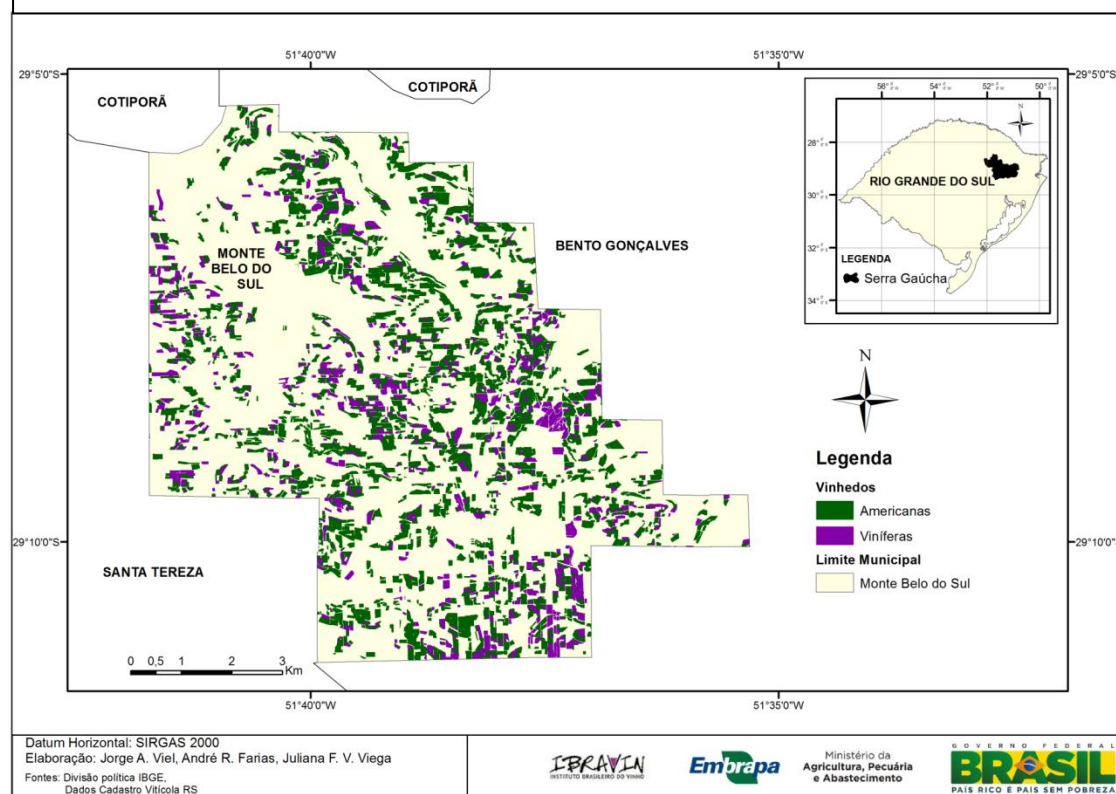 51°40'0"W
51°35'0"W
29°5'0"S
29°5'0"S
COTIPORÃ
COTIPORÃ
MONTE
BELO DO
SUL
BENTO GONÇALVES
SANTA TEREZA
29°10'0"S
29°10'0"S
0 0,5 1 2 3
Km
51°40'0"W
51°35'0"W
N
RIO GRANDE DO SUL
LEGENDA
Serra Gaúcha
N
Legenda
Vinhedos
Americanas
Viníferas
Limite Municipal
Monte Belo do Sul
Datum Horizontal: SIRGAS 2000
Elaboração: Jorge A. Viel, André R. Farias, Juliana F. V. Viega
Fontes: Divisão política IBGE,
Dados Cadastro Vitícola RS
IBRAVIN
INSTITUTO BRASILEIRO DO VINHO
Embrapa
Ministério da
Agricultura, Pecuária
e Abastecimento
GOVERNO FEDERAL
BRASIL
PAÍS RICO É PAÍS SEM POBREZA